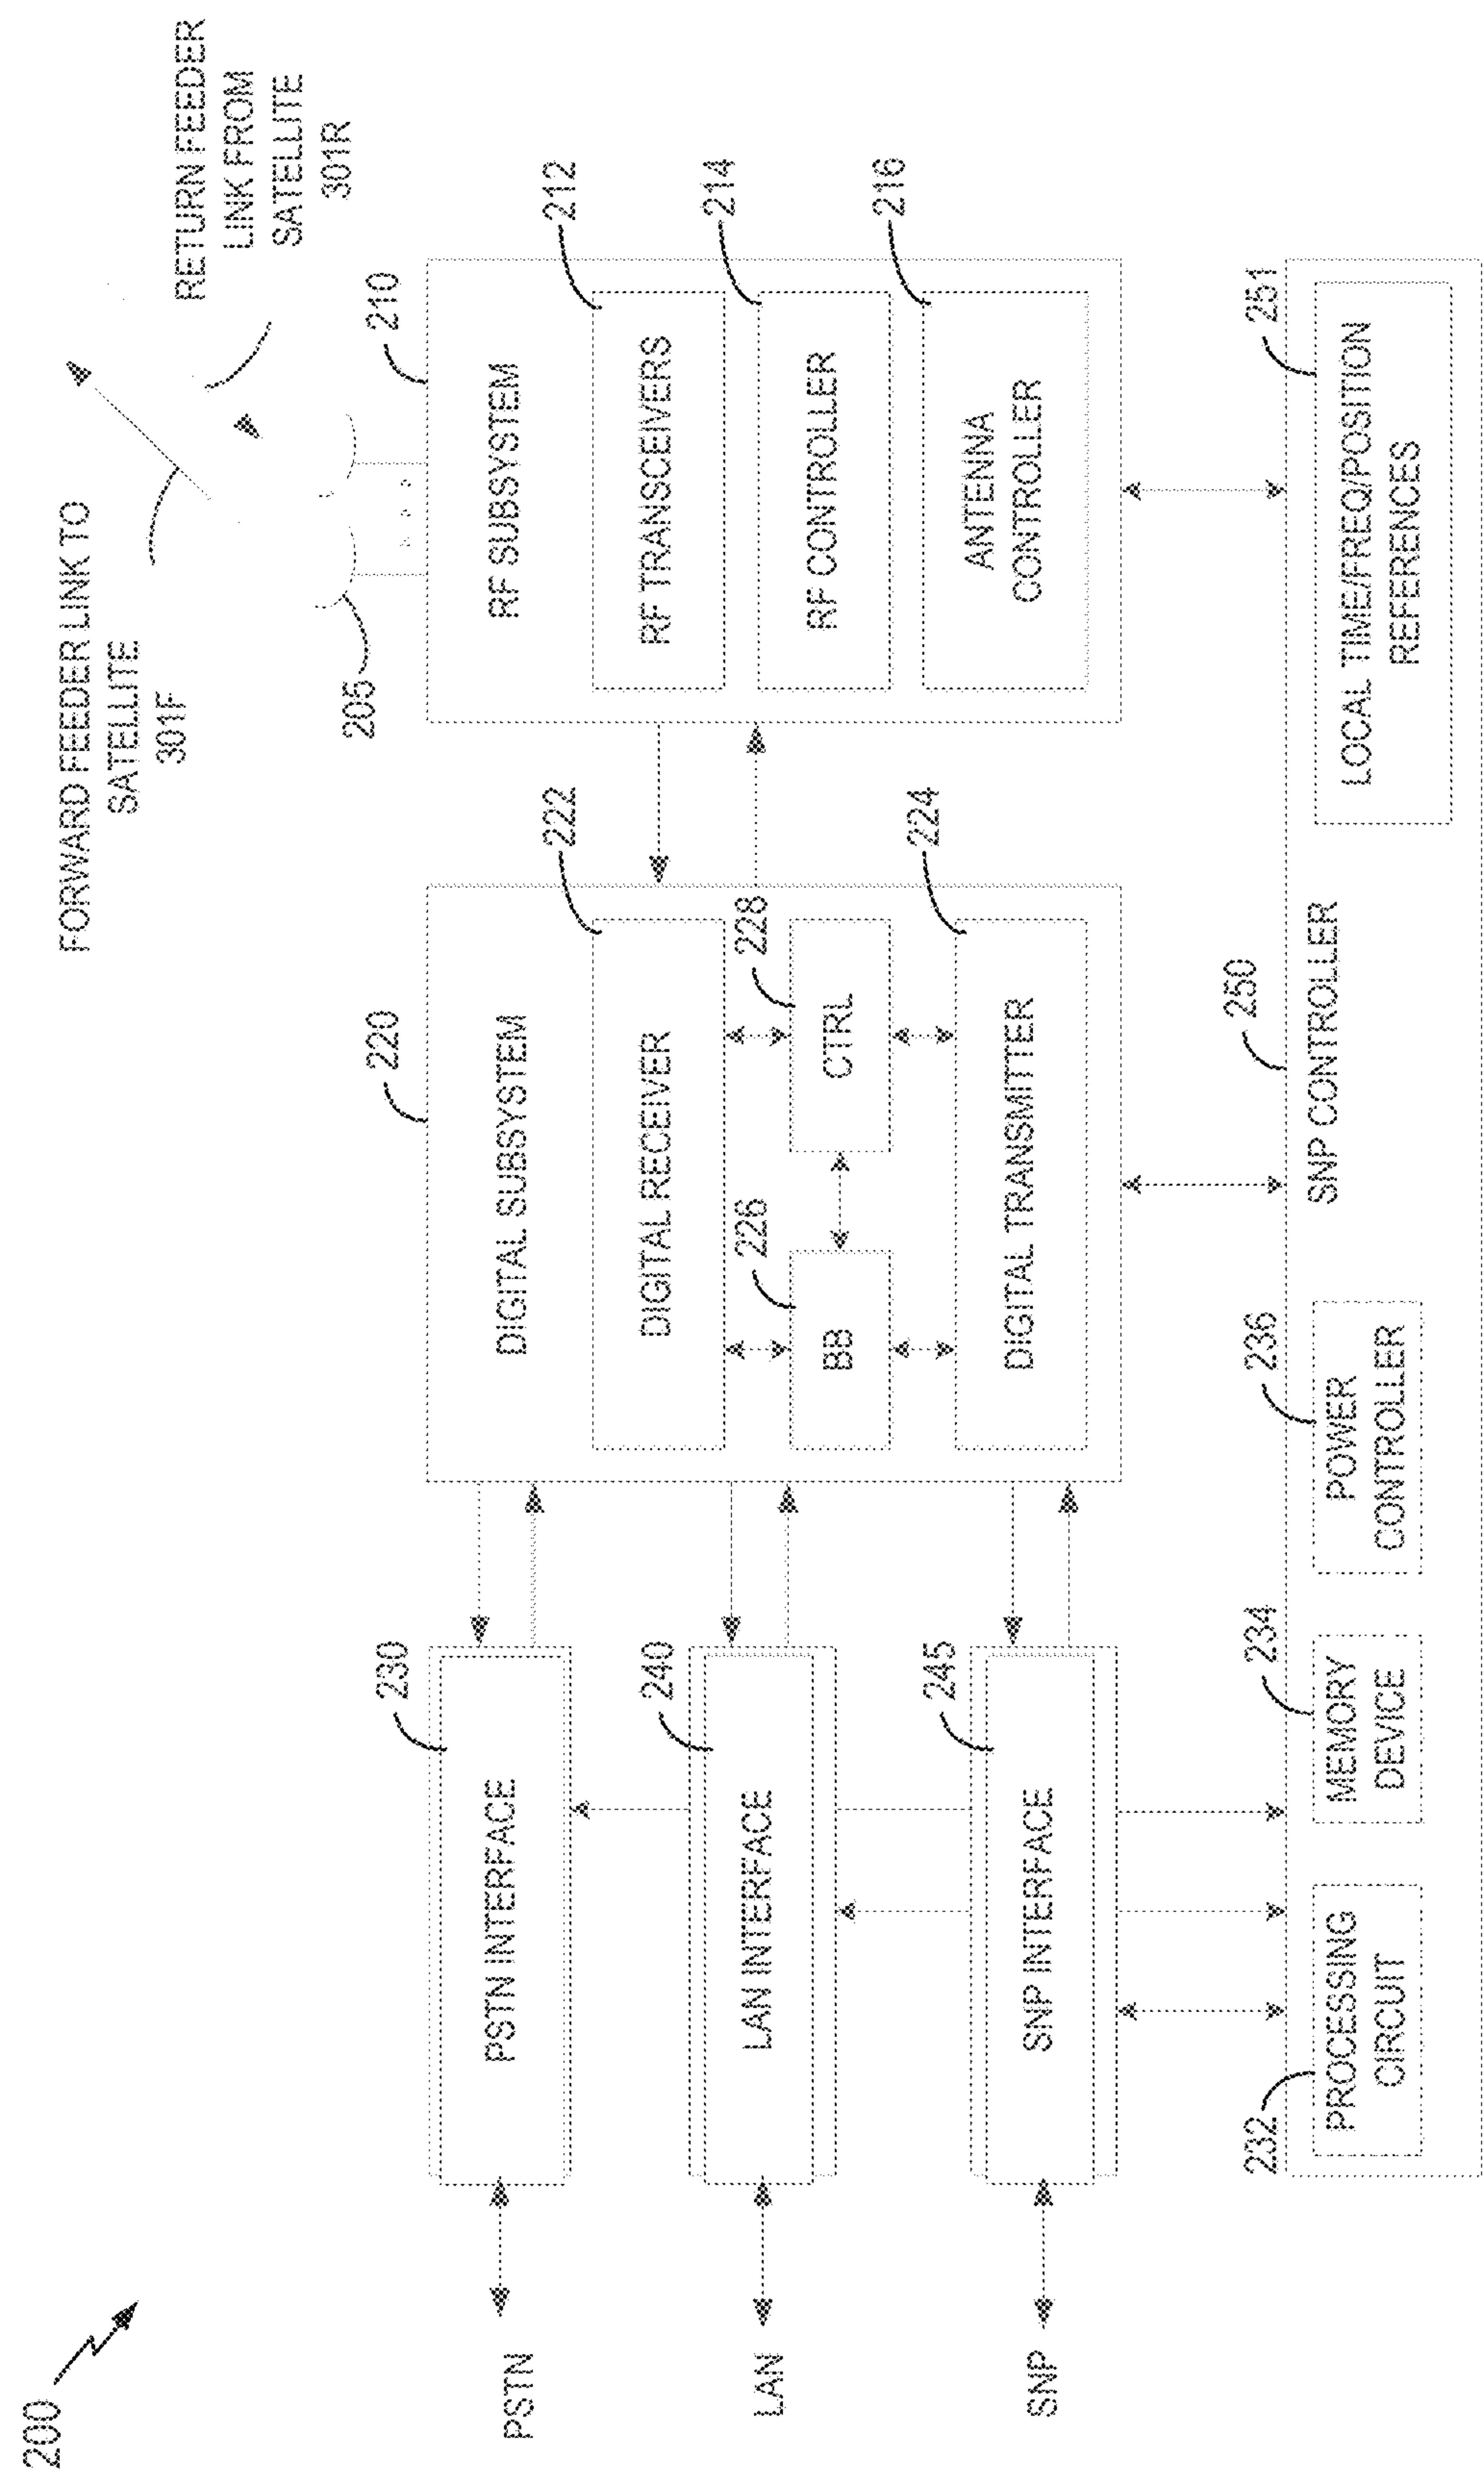 200
FORWARD FEEDER LINK TO
SATELLITE
301F
RETURN FEEDER
LINK FROM
SATELLITE
301R
205
210
RF SUBSYSTEM
212
RF TRANSCEIVERS
214
RF CONTROLLER
216
ANTENNA
CONTROLLER
220
DIGITAL SUBSYSTEM
222
DIGITAL RECEIVER
226
BB
228
CTRL
224
DIGITAL TRANSMITTER
230
PSTN INTERFACE
PSTN
240
LAN INTERFACE
LAN
245
SNP INTERFACE
SNP
250
SNP CONTROLLER
232
PROCESSING
CIRCUIT
234
MEMORY
DEVICE
236
POWER
CONTROLLER
251
LOCAL TIME/FREQ/POSITION
REFERENCES